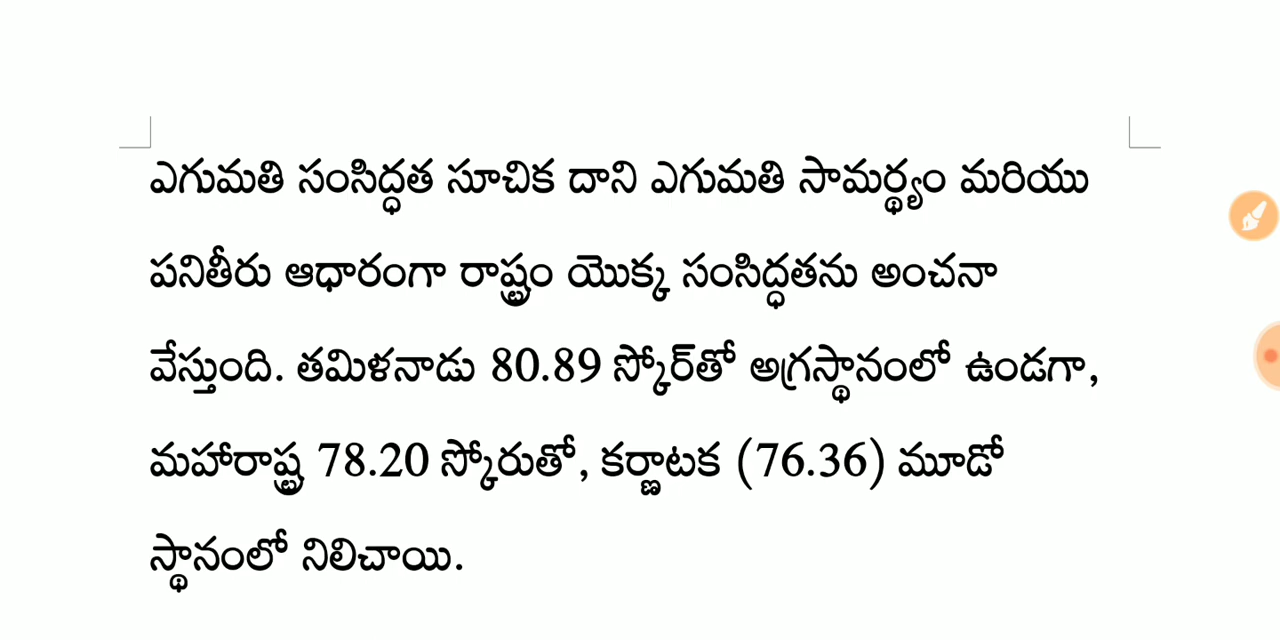 ఎగుమతి సంసిద్ధత సూచిక దాని ఎగుమతి సామర్థ్యం మరియు
పనితీరు ఆధారంగా రాష్ట్రం యొక్క సంసిద్ధతను అంచనా
వేస్తుంది. తమిళనాడు 80.89 స్కోర్‌తో అగ్రస్థానంలో ఉండగా,
మహారాష్ట్ర 78.20 స్కోరుతో, కర్ణాటక (76.36) మూడో
స్థానంలో నిలిచాయి.